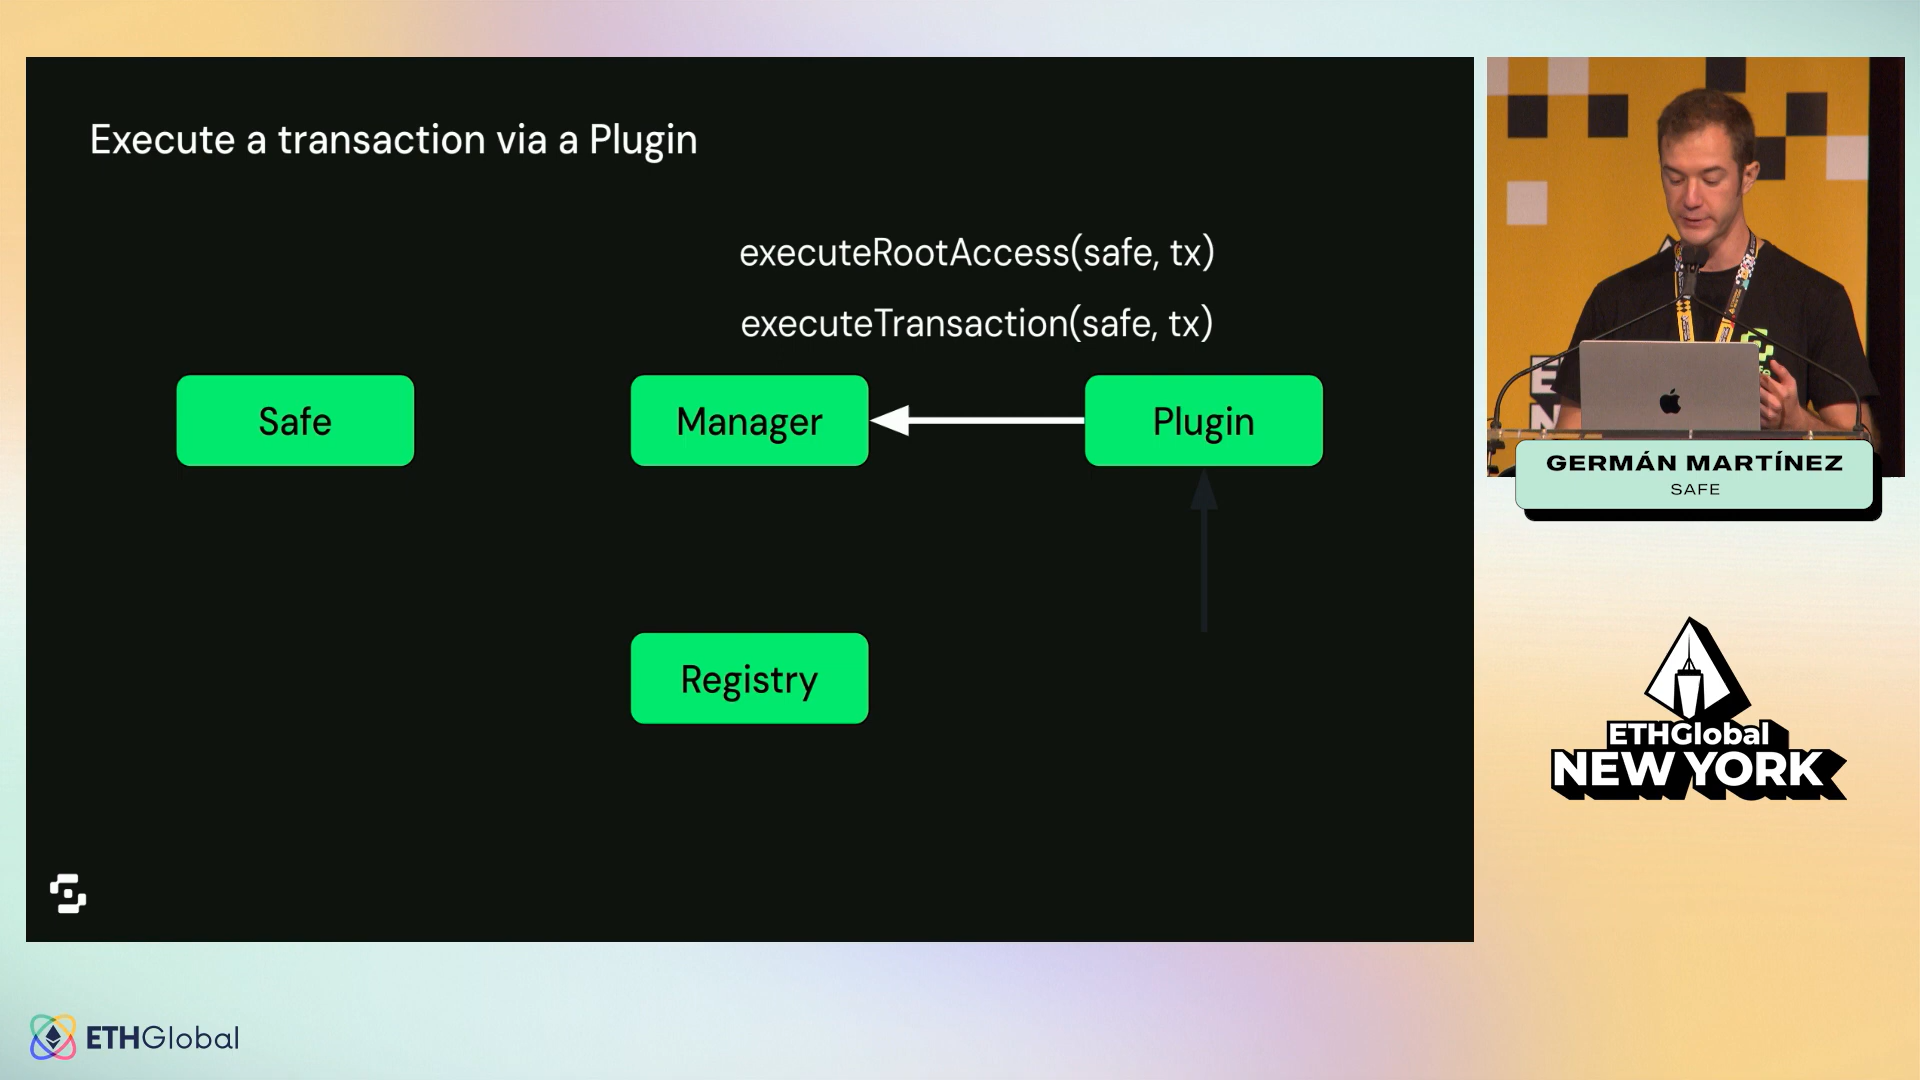 Execute a transaction via a Plugin
executeRootAccess(safe, tx)
executeTransaction(safe, tx)
Safe
Manager
Plugin
Registry
GERMÁN MARTÍNEZ
SAFE
ETHGlobal
NEW YORK
ETHGlobal